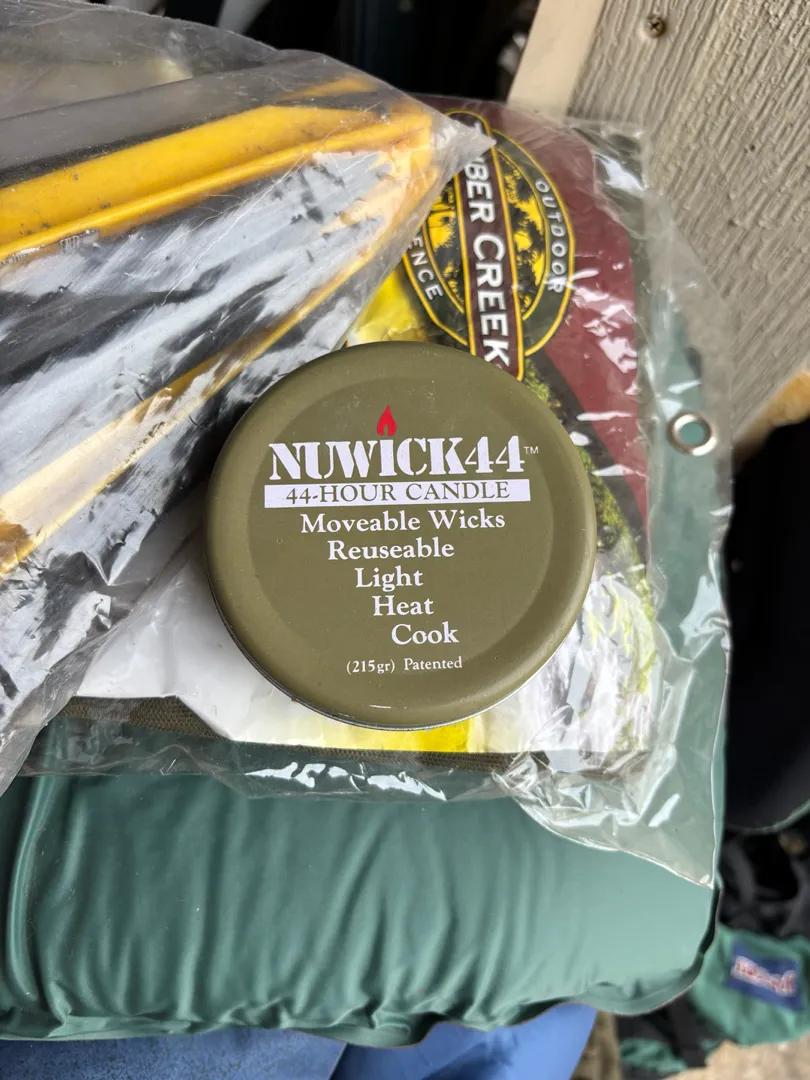 OUTDOOR
BER CREEK
ENCE
NUWICK44™
44-HOUR CANDLE
Moveable Wicks
Reuseable
Light
Heat
Cook
(215gr) Patented